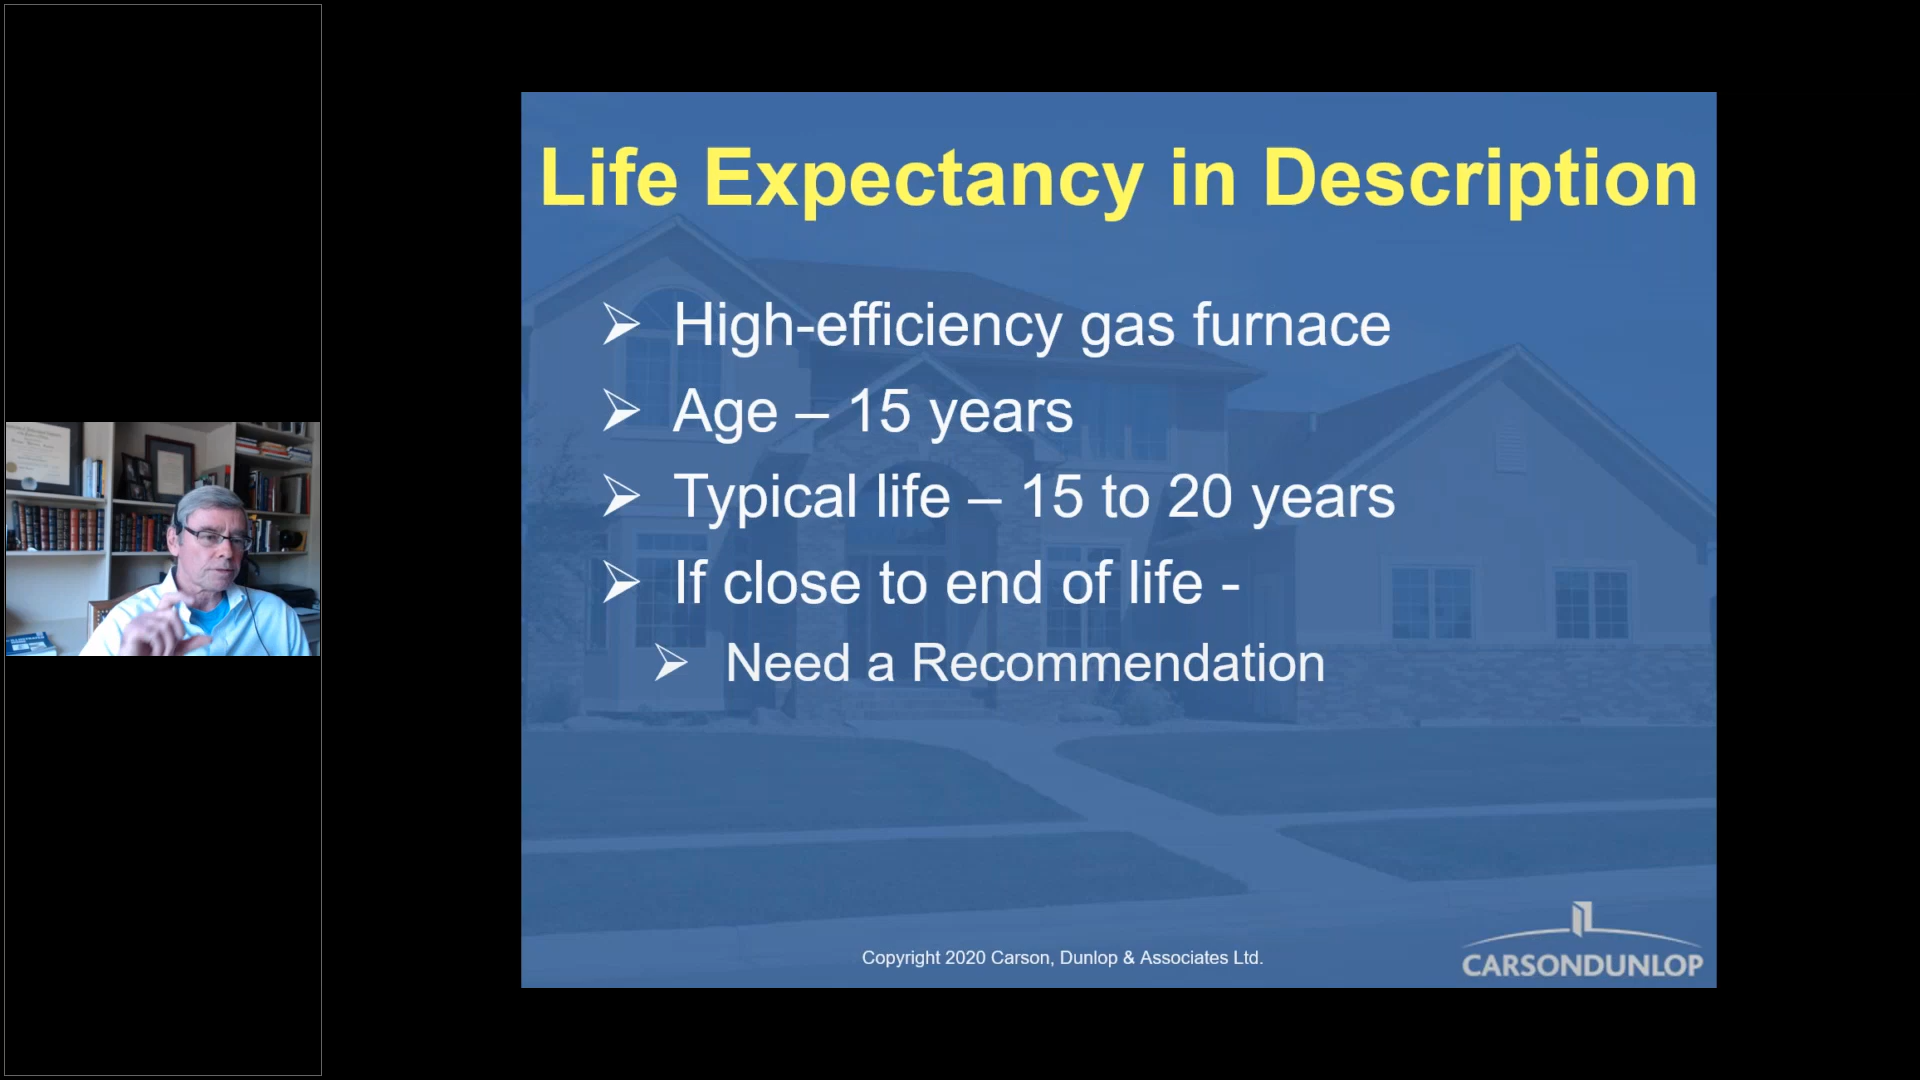 Life Expectancy in Description
High-efficiency gas furnace
Age – 15 years
Typical life – 15 to 20 years
If close to end of life -
Need a Recommendation
Copyright 2020 Carson, Dunlop & Associates Ltd.
CARSONDUNLOP